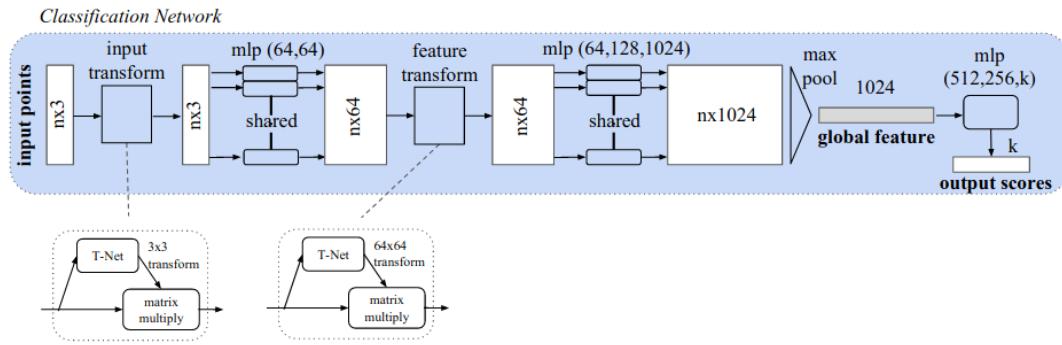 Classification Network
input points
nx3
input
transform
nx3
mlp (64,64)
shared
nx64
feature
transform
nx64
mlp (64,128,1024)
shared
nx1024
max
pool
1024
global feature
mlp
(512,256,k)
k
output scores
T-Net
3x3
transform
matrix
multiply
T-Net
64x64
transform
matrix
multiply